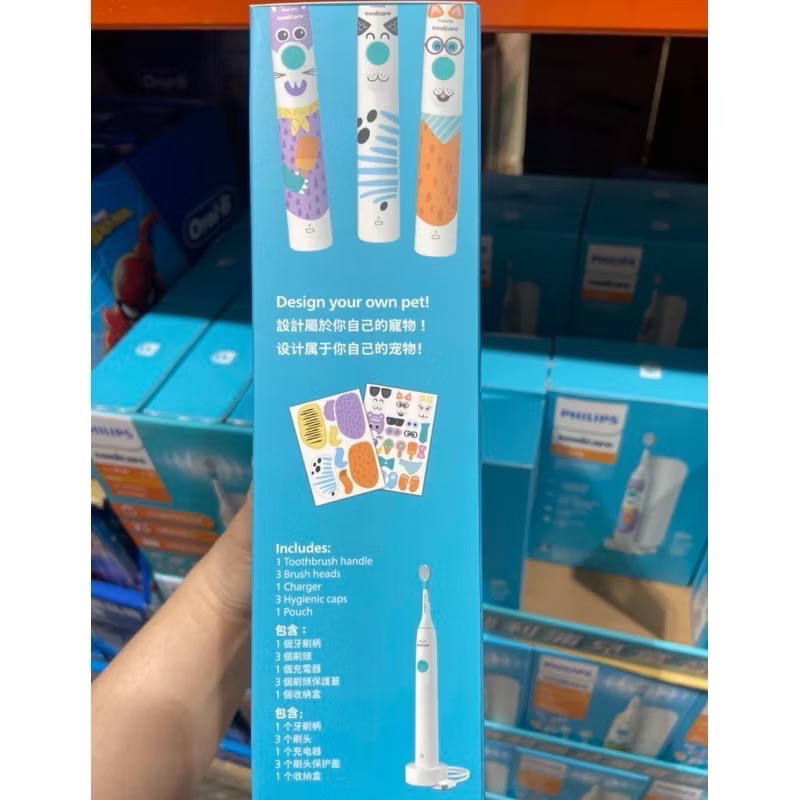 PHILIPS
sonicare
PHILIPS
sonicare
Oral-B
Design your own pet!
設計屬於你自己的寵物！
设计属于你自己的宠物！
Includes:
1 Toothbrush handle
3 Brush heads
1 Charger
3 Hygienic caps
1 Pouch
包含：
1 個牙刷柄
3 個刷頭
1 個充電器
3 個刷頭保護蓋
1 個收納盒
包含：
1 个牙刷柄
3 个刷头
1 个充电器
3 个刷头保护盖
1 个收纳盒
PHILIPS
PHILIPS
sonicare
PHILIPS
sonicare
PHILIPS